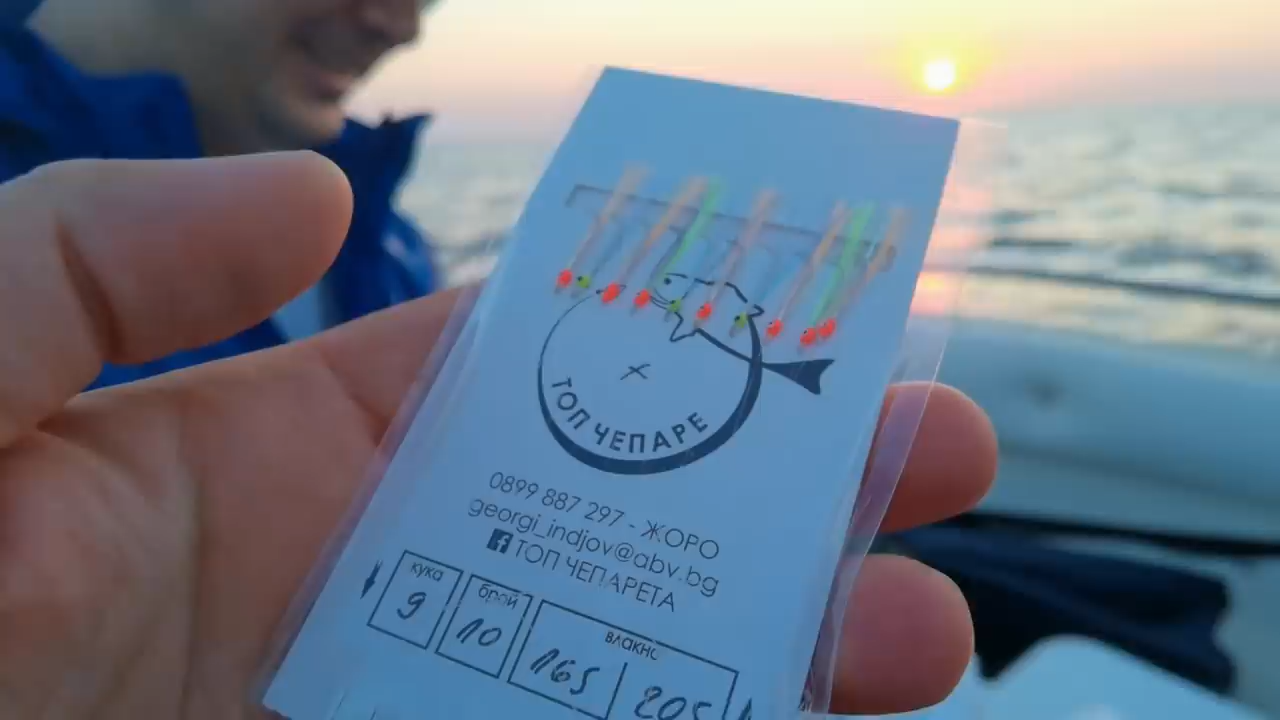 ТОП ЧЕПАРЕ
0899 887 297 - ЖОРО
georgi_indjov@abv.bg
ТОП ЧЕПАРЕТА
кука брой влакно
9 10 165 205